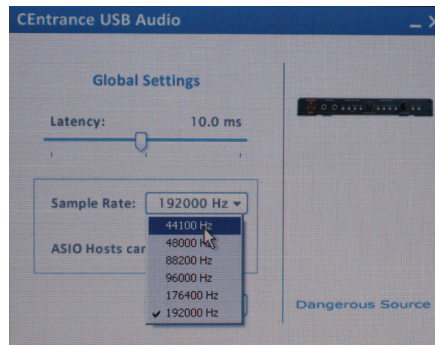 CEntrance USB Audio
Global Settings
Latency: 10.0 ms
Sample Rate: 192000 Hz
44100 Hz
48000 Hz
ASIO Hosts car
88200 Hz
96000 Hz
176400 Hz
192000 Hz
Dangerous Source